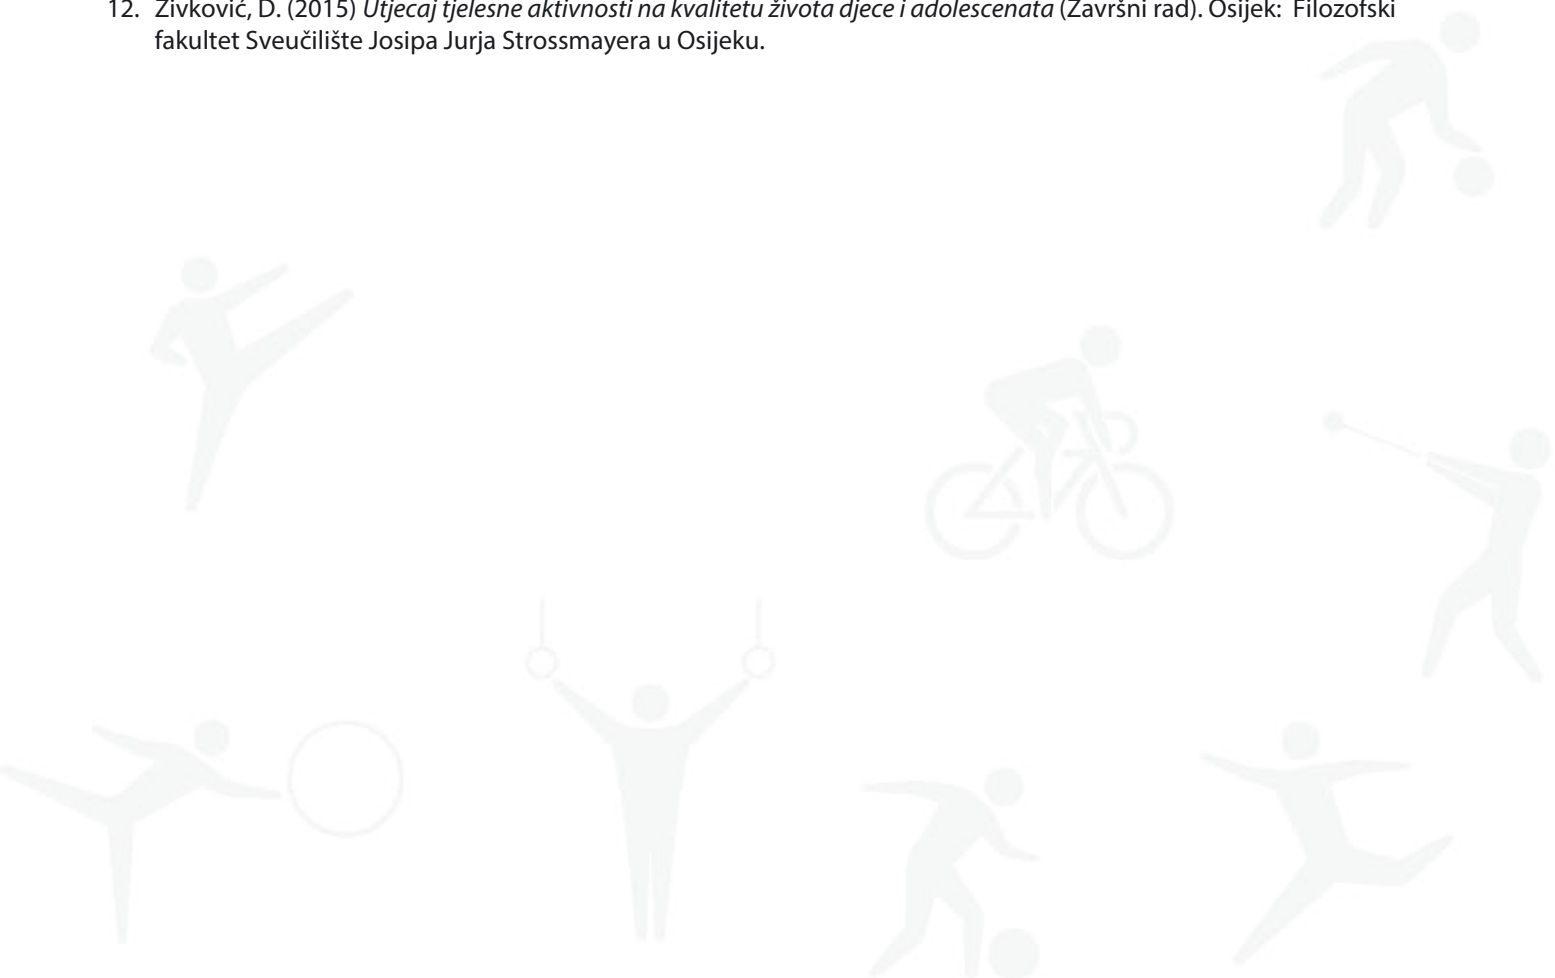 12. Živković, D. (2015) Utjecaj tjelesne aktivnosti na kvalitetu života djece i adolescenata (Završni rad). Osijek: Filozofski
fakultet Sveučilište Josipa Jurja Strossmayera u Osijeku.